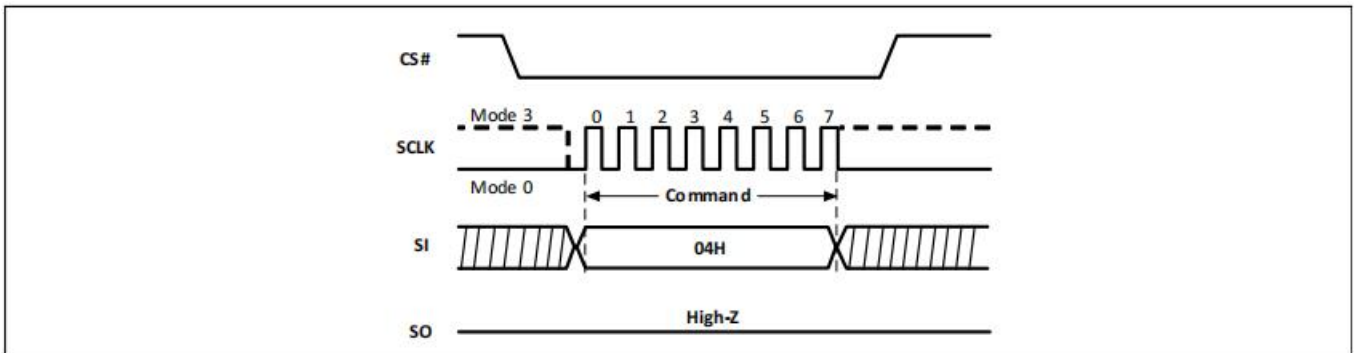 CS#
Mode 3
0 1 2 3 4 5 6 7
SCLK
Mode 0
Command
SI
04H
High-Z
SO